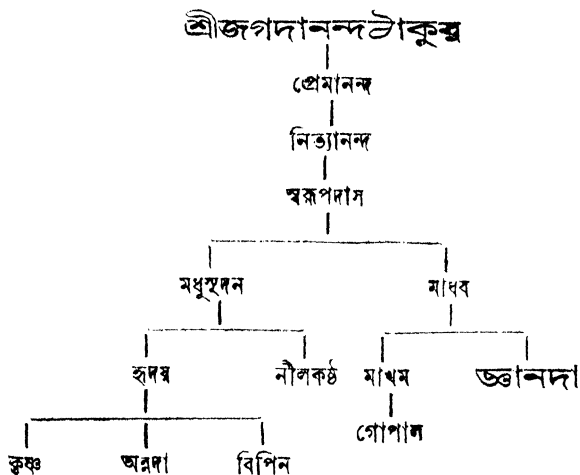 শ্রীজগদানন্দঠাকুর
প্রেমানন্দ
নিত্যানন্দ
স্বরূপদাস
মধুসূদন মাধব
হৃদয় নীলকণ্ঠ মাখম জ্ঞানদা
গোপাল
কৃষ্ণ অন্নদা বিপিন